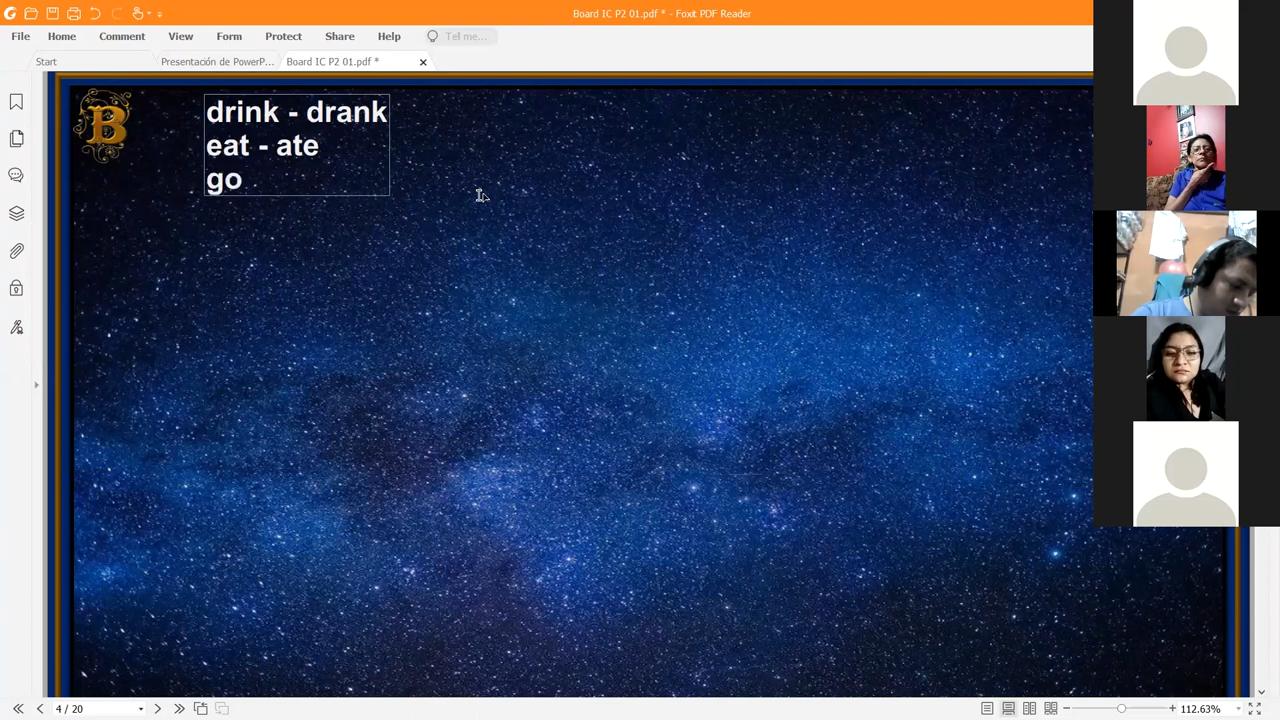 Board IC P2 01.pdf * - Foxit PDF Reader
File Home Comment View Form Protect Share Help Tell me...
Start Presentación de PowerP... Board IC P2 01.pdf *
B
drink - drank
eat - ate
go
4 / 20
112.63%